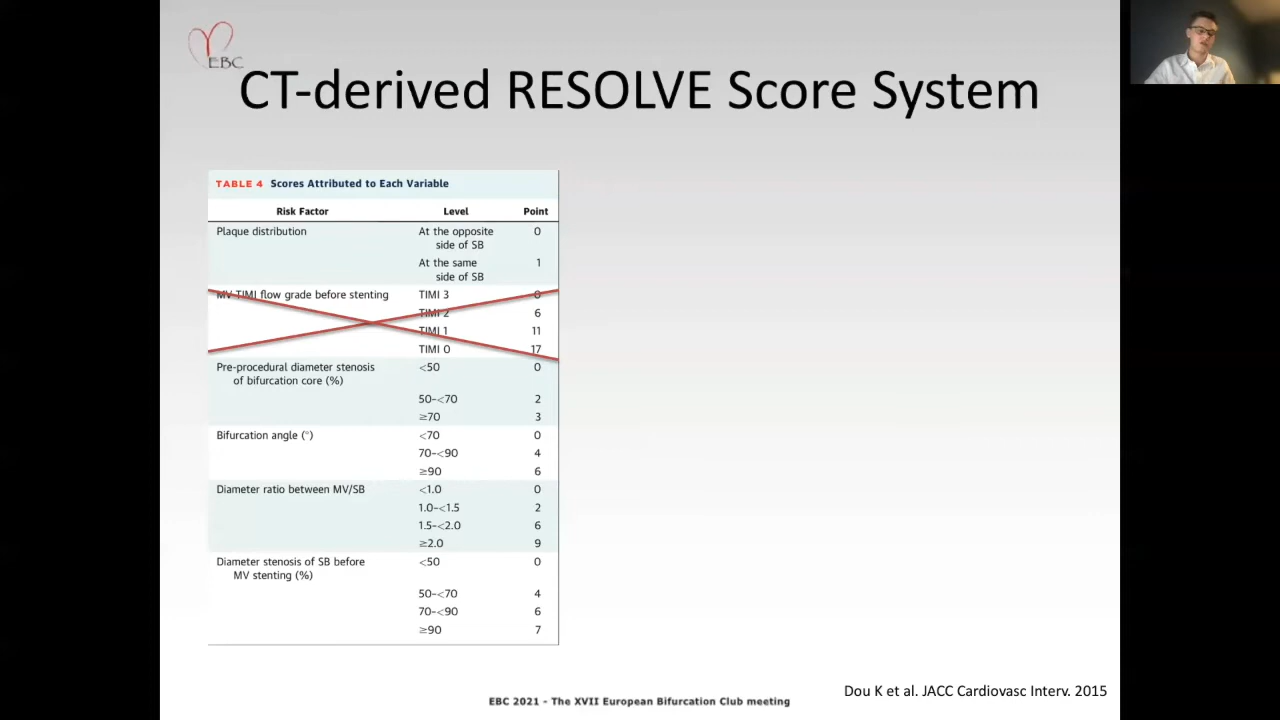 EBC
CT-derived RESOLVE Score System
TABLE 4 Scores Attributed to Each Variable
Risk Factor Level Point
Plaque distribution At the opposite 0
side of SB
At the same 1
side of SB
MV TIMI flow grade before stenting TIMI 3 0
TIMI 2 6
TIMI 1 11
TIMI 0 17
Pre-procedural diameter stenosis <50 0
of bifurcation core (%)
50-<70 2
≥70 3
Bifurcation angle (°) <70 0
70-<90 4
≥90 6
Diameter ratio between MV/SB <1.0 0
1.0-<1.5 2
1.5-<2.0 6
≥2.0 9
Diameter stenosis of SB before <50 0
MV stenting (%)
50-<70 4
70-<90 6
≥90 7
Dou K et al. JACC Cardiovasc Interv. 2015
EBC 2021 - The XVII European Bifurcation Club meeting